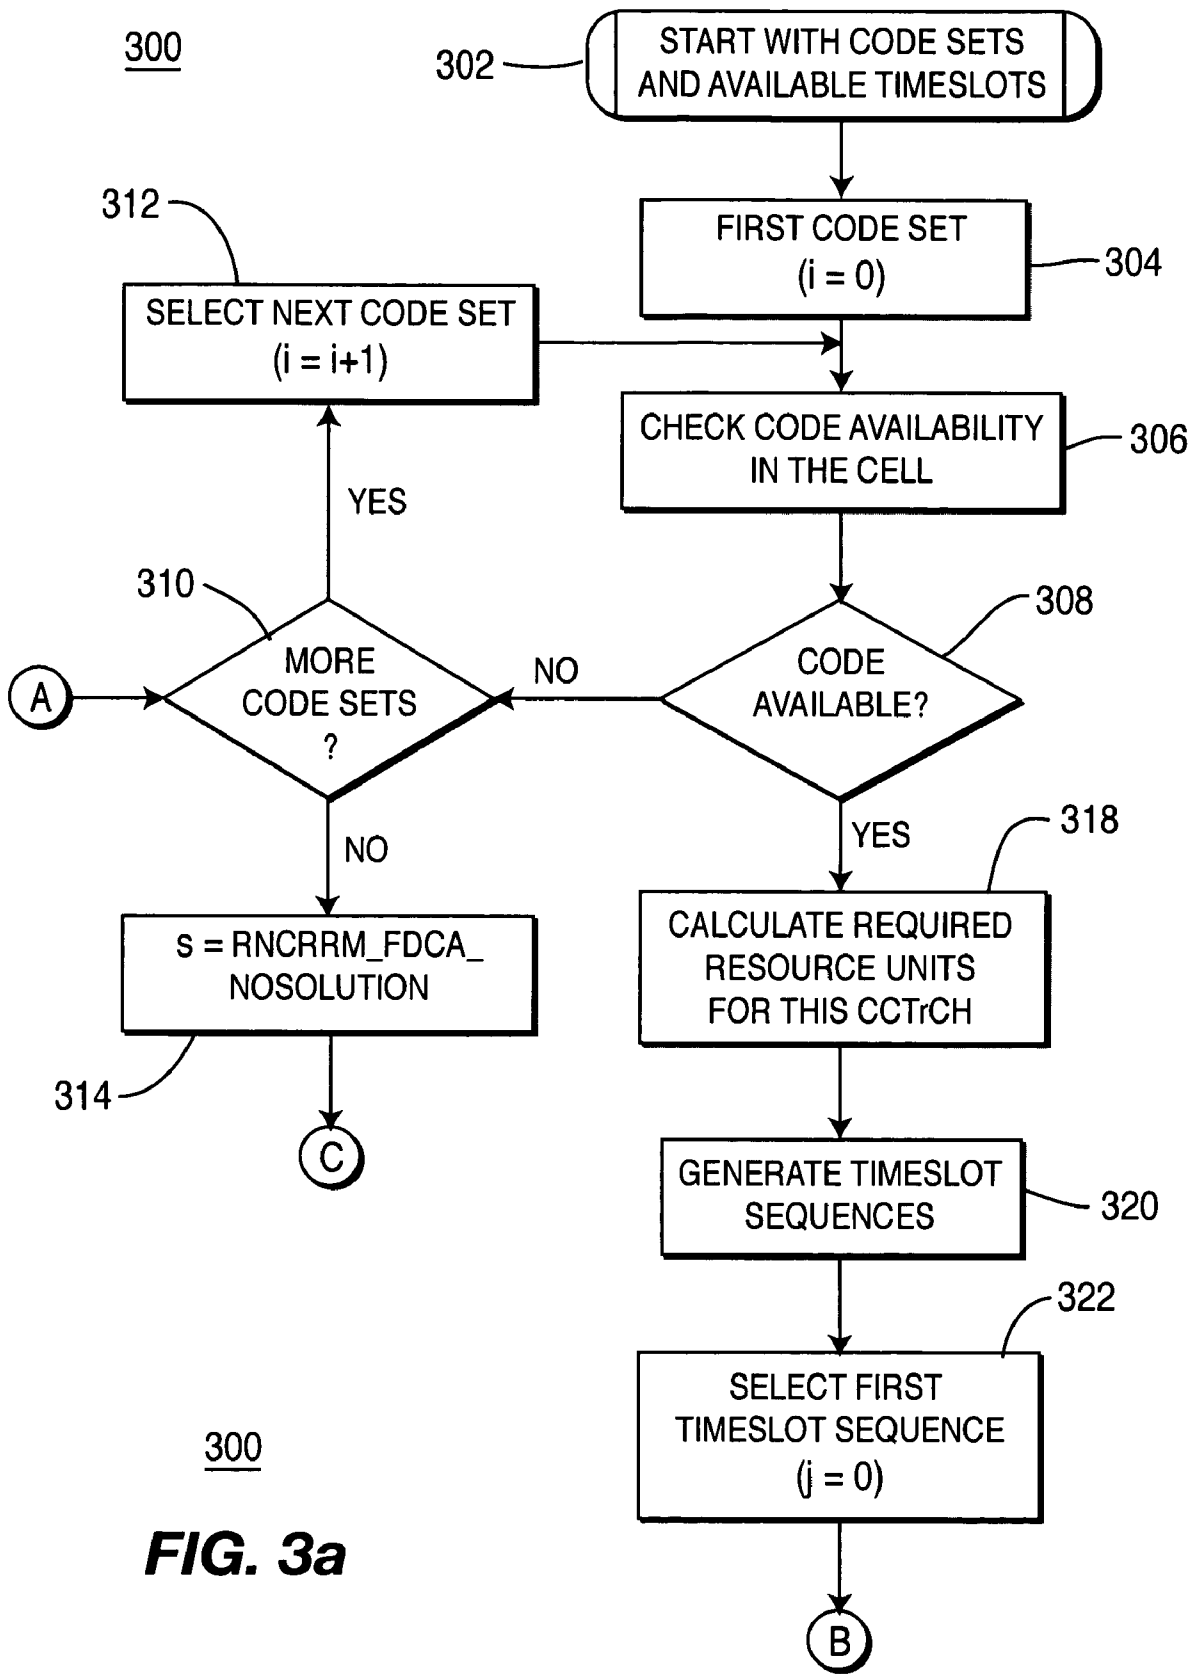 300
302
START WITH CODE SETS
AND AVAILABLE TIMESLOTS
312
FIRST CODE SET
(i = 0)
304
SELECT NEXT CODE SET
(i = i+1)
CHECK CODE AVAILABILITY
IN THE CELL
306
YES
310
308
MORE
CODE SETS
?
A
NO
CODE
AVAILABLE?
NO
YES
318
s = RNCRRM_FDCA_
NOSOLUTION
314
C
CALCULATE REQUIRED
RESOURCE UNITS
FOR THIS CCTrCH
GENERATE TIMESLOT
SEQUENCES
320
322
SELECT FIRST
TIMESLOT SEQUENCE
(j = 0)
300
FIG. 3a
B